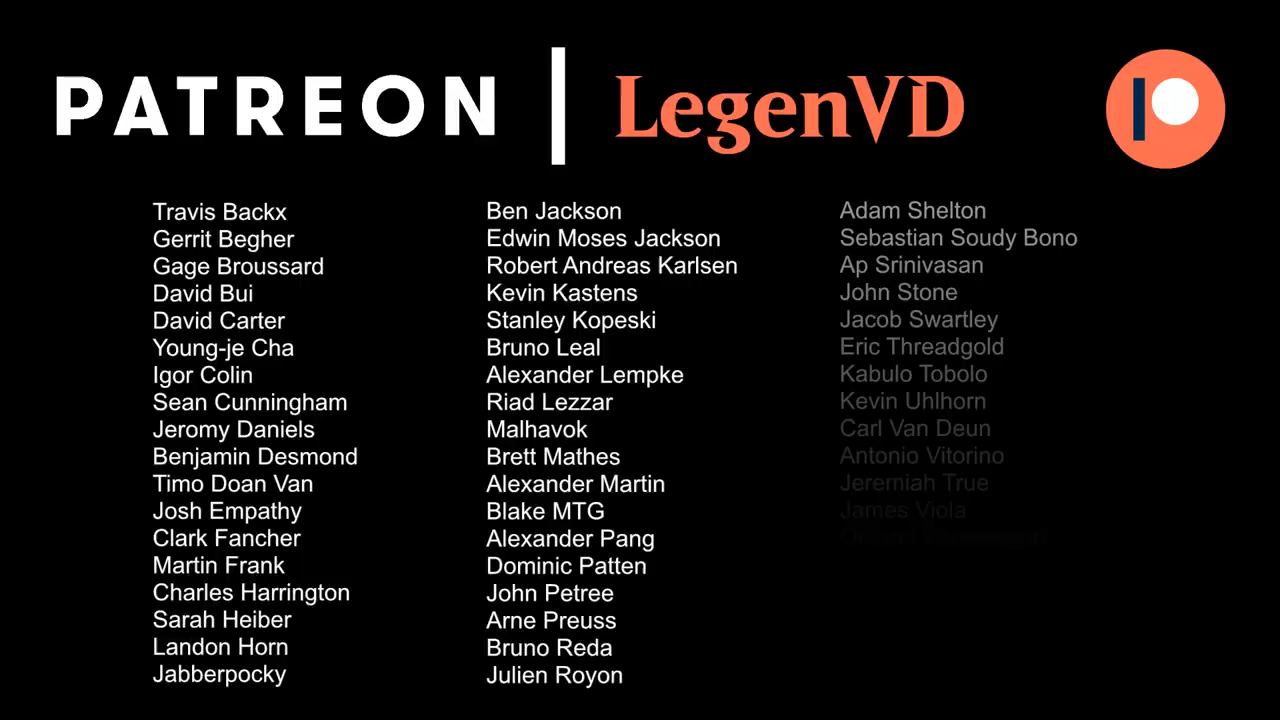 PATREON | LegenVD
Travis Backx
Gerrit Begher
Gage Broussard
David Bui
David Carter
Young-je Cha
Igor Colin
Sean Cunningham
Jeromy Daniels
Benjamin Desmond
Timo Doan Van
Josh Empathy
Clark Fancher
Martin Frank
Charles Harrington
Sarah Heiber
Landon Horn
Jabberpocky
Ben Jackson
Edwin Moses Jackson
Robert Andreas Karlsen
Kevin Kastens
Stanley Kopeski
Bruno Leal
Alexander Lempke
Riad Lezzar
Malhavok
Brett Mathes
Alexander Martin
Blake MTG
Alexander Pang
Dominic Patten
John Petree
Arne Preuss
Bruno Reda
Julien Royon
Adam Shelton
Sebastian Soudy Bono
Ap Srinivasan
John Stone
Jacob Swartley
Eric Threadgold
Kabulo Tobolo
Kevin Uhlhorn
Carl Van Deun
Antonio Vitorino
Jeremiah True
James Viola